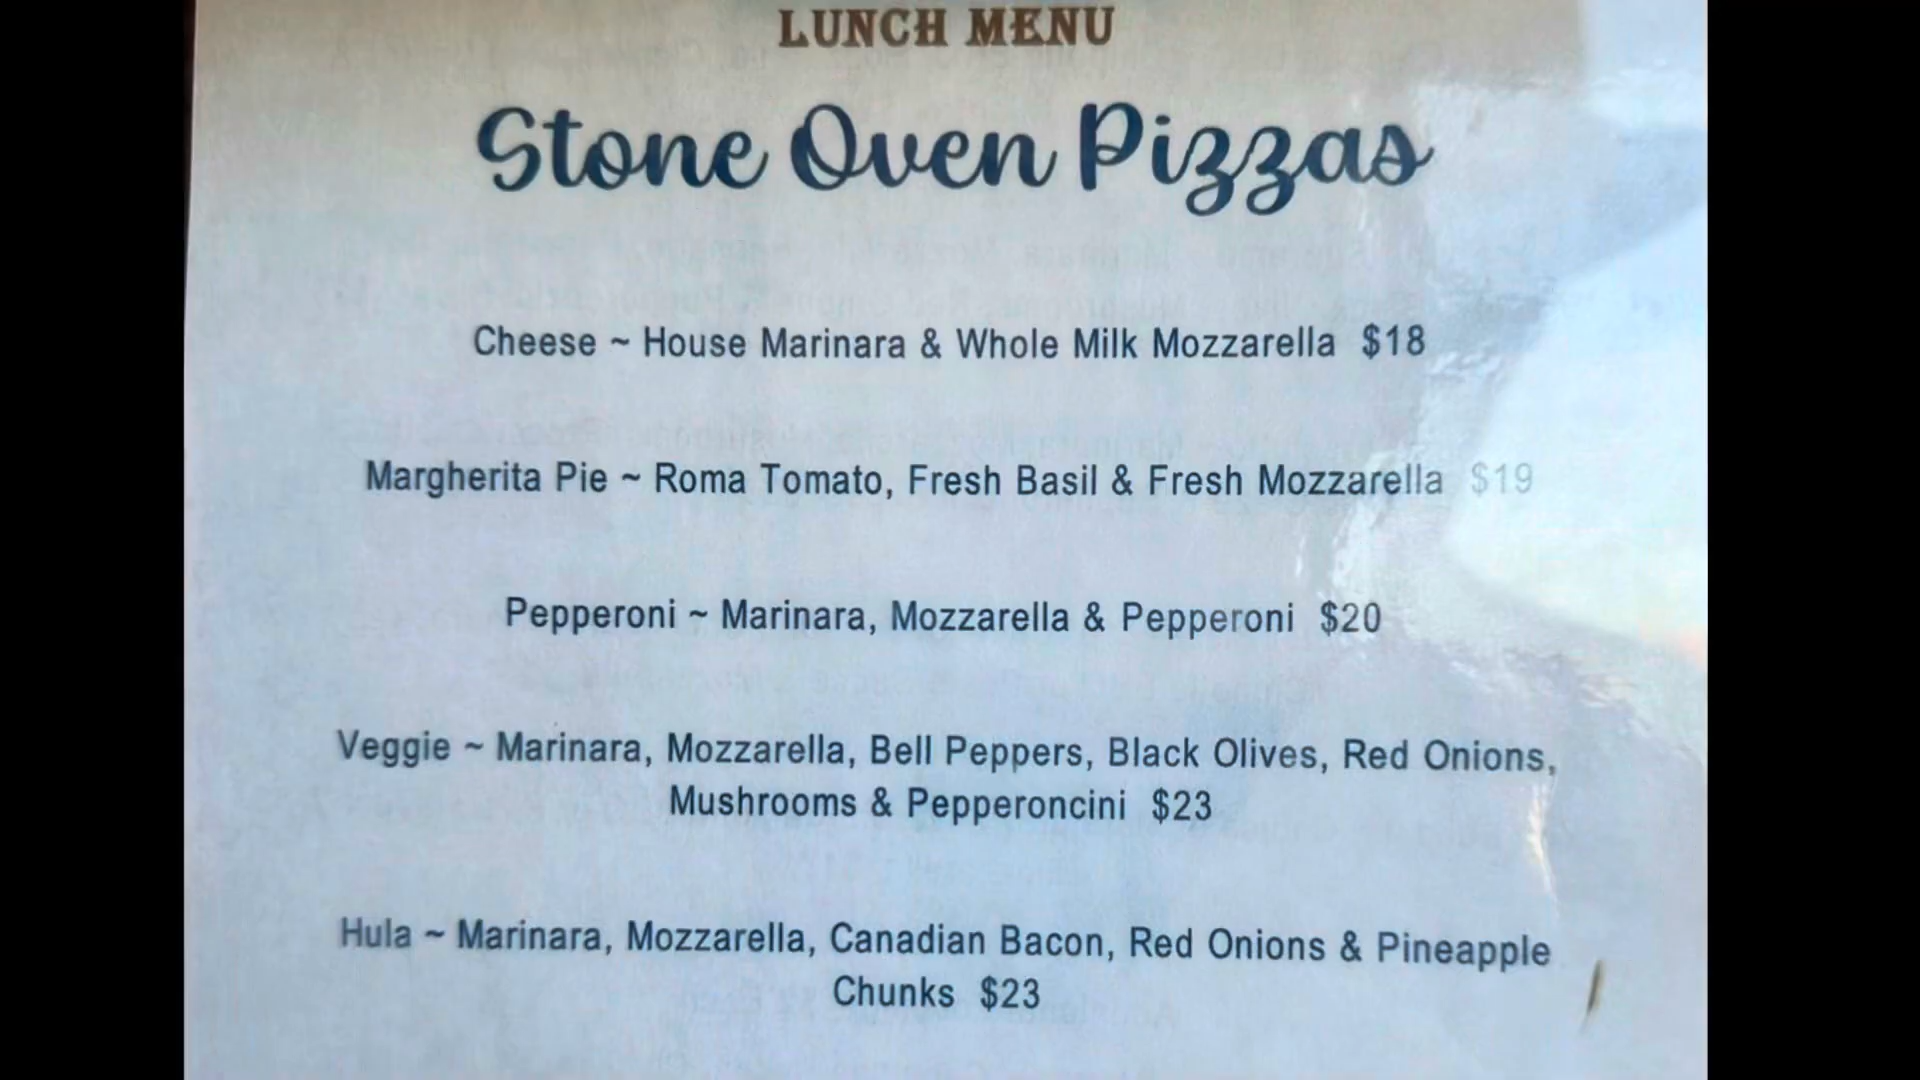 LUNCH MENU
Stone Oven Pizzas
Cheese ~ House Marinara & Whole Milk Mozzarella $18
Margherita Pie ~ Roma Tomato, Fresh Basil & Fresh Mozzarella $19
Pepperoni ~ Marinara, Mozzarella & Pepperoni $20
Veggie ~ Marinara, Mozzarella, Bell Peppers, Black Olives, Red Onions,
Mushrooms & Pepperoncini $23
Hula ~ Marinara, Mozzarella, Canadian Bacon, Red Onions & Pineapple
Chunks $23